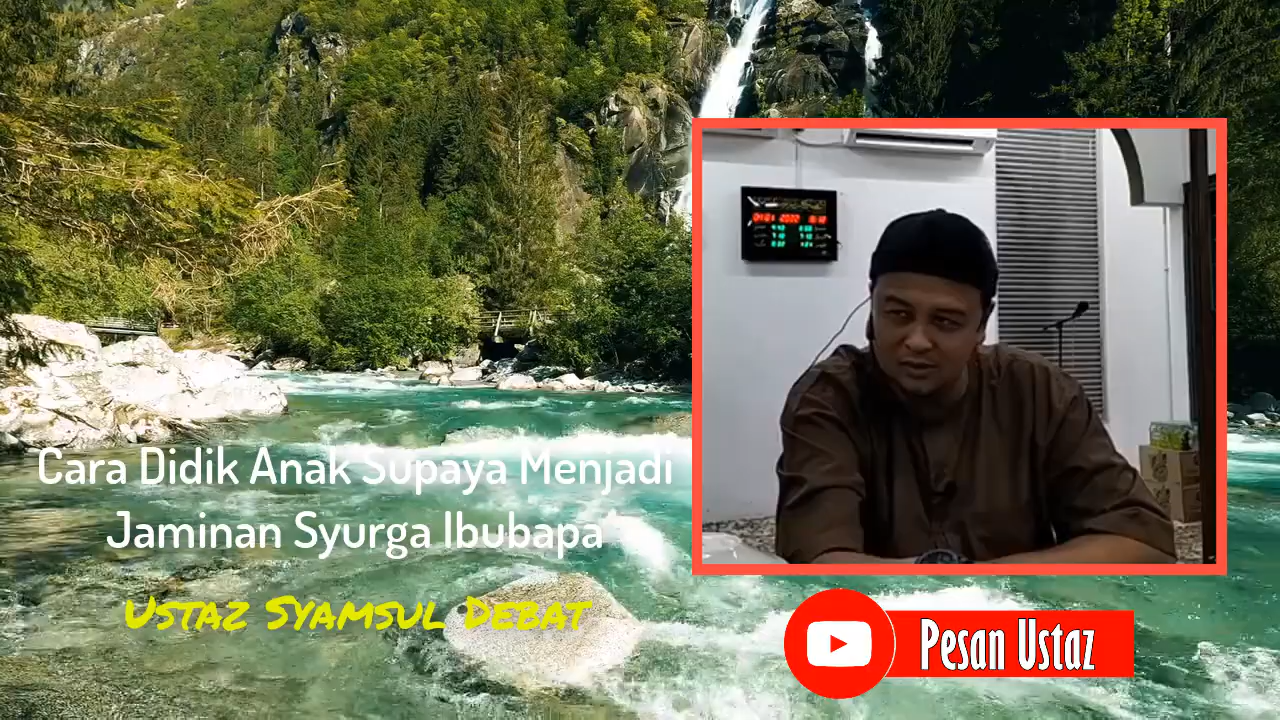 Cara Didik Anak Supaya Menjadi
Jaminan Syurga Ibubapa
Ustaz Syamsul Debat
Pesan Ustaz